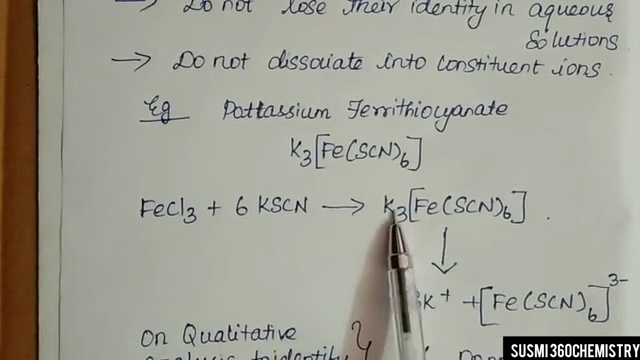 → Do not lose their identity in aqueous
solutions
→ Do not dissociate into constituent ions.
Eg Pottassium Ferrithiocyanate
K₃[Fe(SCN)₆]
FeCl₃ + 6 KSCN → K₃[Fe(SCN)₆] .
↓
K⁺ + [Fe(SCN)₆]³⁻
On Qualitative
SUSMI360CHEMISTRY